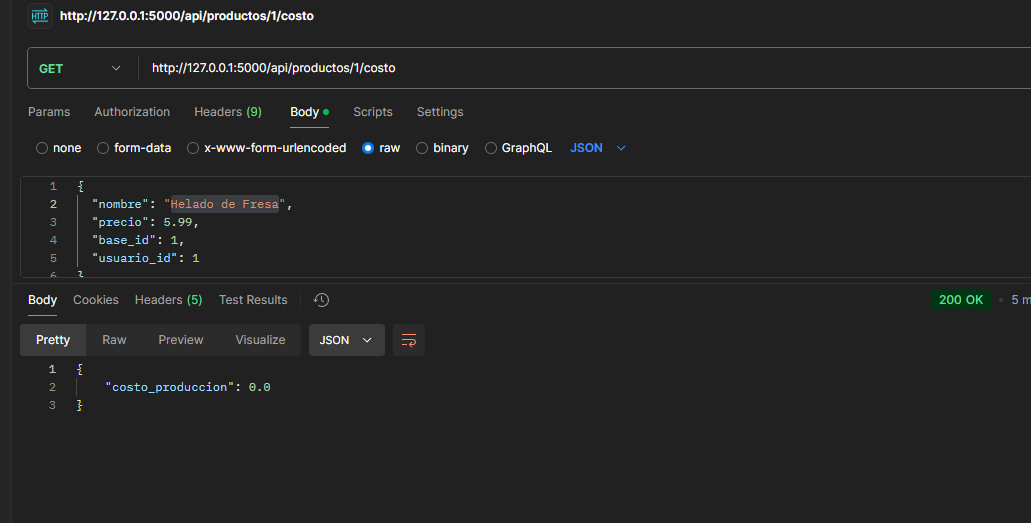 HTTP http://127.0.0.1:5000/api/productos/1/costo
GET http://127.0.0.1:5000/api/productos/1/costo
Params Authorization Headers (9) Body Scripts Settings
none form-data x-www-form-urlencoded raw binary GraphQL JSON
1 {
2 "nombre": "Helado de Fresa",
3 "precio": 5.99,
4 "base_id": 1,
5 "usuario_id": 1
6 }
Body Cookies Headers (5) Test Results 200 OK • 5 m
Pretty Raw Preview Visualize JSON
1 {
2 "costo_produccion": 0.0
3 }